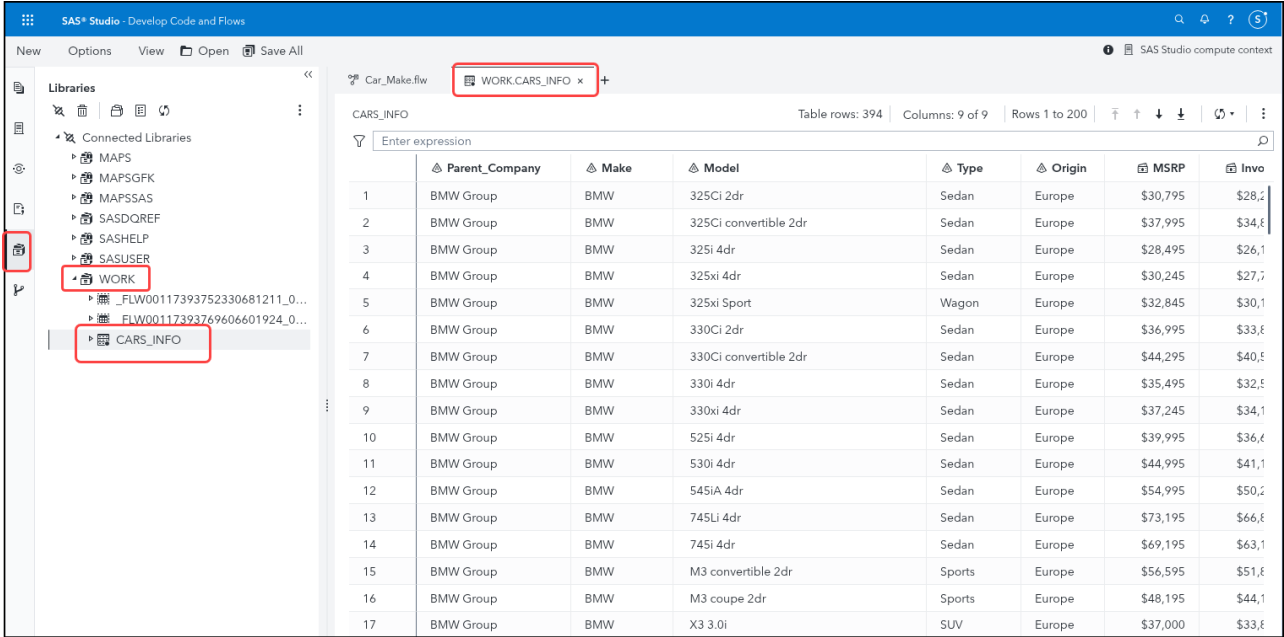 SAS® Studio - Develop Code and Flows
New Options View Open Save All SAS Studio compute context
Libraries
Connected Libraries
MAPS
MAPSGFK
MAPSSAS
SASDQREF
SASHELP
SASUSER
WORK
_FLW00117393752330681211_0...
_FLW00117393769606601924_0...
CARS_INFO
Car_Make.flw WORK.CARS_INFO × +
CARS_INFO Table rows: 394 Columns: 9 of 9 Rows 1 to 200
Enter expression
Parent_Company Make Model Type Origin MSRP Invo
1 BMW Group BMW 325Ci 2dr Sedan Europe $30,795 $28,2
2 BMW Group BMW 325Ci convertible 2dr Sedan Europe $37,995 $34,8
3 BMW Group BMW 325i 4dr Sedan Europe $28,495 $26,1
4 BMW Group BMW 325xi 4dr Sedan Europe $30,245 $27,7
5 BMW Group BMW 325xi Sport Wagon Europe $32,845 $30,1
6 BMW Group BMW 330Ci 2dr Sedan Europe $36,995 $33,8
7 BMW Group BMW 330Ci convertible 2dr Sedan Europe $44,295 $40,5
8 BMW Group BMW 330i 4dr Sedan Europe $35,495 $32,5
9 BMW Group BMW 330xi 4dr Sedan Europe $37,245 $34,1
10 BMW Group BMW 525i 4dr Sedan Europe $39,995 $36,6
11 BMW Group BMW 530i 4dr Sedan Europe $44,995 $41,1
12 BMW Group BMW 545iA 4dr Sedan Europe $54,995 $50,2
13 BMW Group BMW 745Li 4dr Sedan Europe $73,195 $66,8
14 BMW Group BMW 745i 4dr Sedan Europe $69,195 $63,1
15 BMW Group BMW M3 convertible 2dr Sports Europe $56,595 $51,8
16 BMW Group BMW M3 coupe 2dr Sports Europe $48,195 $44,1
17 BMW Group BMW X3 3.0i SUV Europe $37,000 $33,8